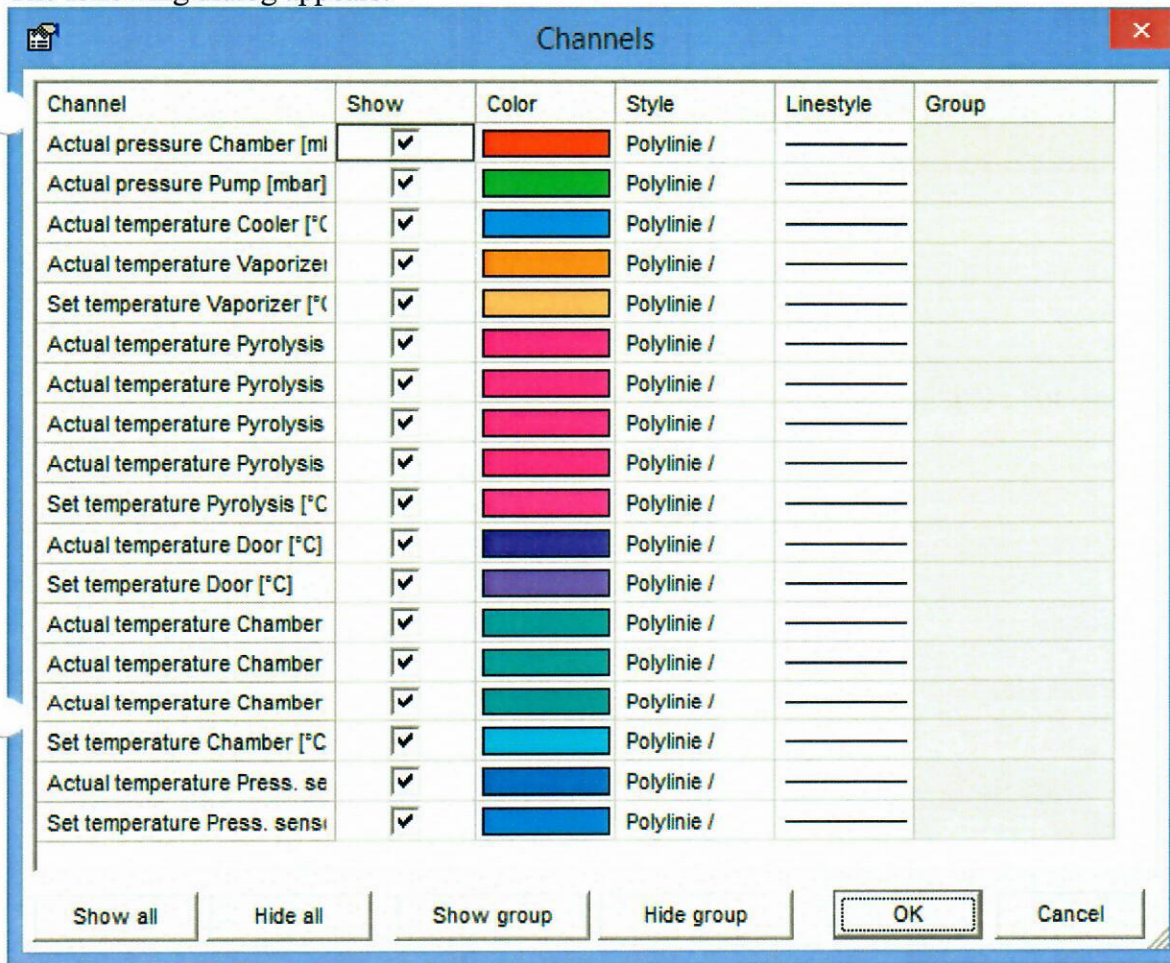 Channels
Channel Show Color Style Linestyle Group
Actual pressure Chamber [ml Polylinie /
Actual pressure Pump [mbar] Polylinie /
Actual temperature Cooler [°C Polylinie /
Actual temperature Vaporizer Polylinie /
Set temperature Vaporizer [°C Polylinie /
Actual temperature Pyrolysis Polylinie /
Actual temperature Pyrolysis Polylinie /
Actual temperature Pyrolysis Polylinie /
Actual temperature Pyrolysis Polylinie /
Set temperature Pyrolysis [°C Polylinie /
Actual temperature Door [°C] Polylinie /
Set temperature Door [°C] Polylinie /
Actual temperature Chamber Polylinie /
Actual temperature Chamber Polylinie /
Actual temperature Chamber Polylinie /
Set temperature Chamber [°C Polylinie /
Actual temperature Press. se Polylinie /
Set temperature Press. sens Polylinie /
Show all Hide all Show group Hide group OK Cancel